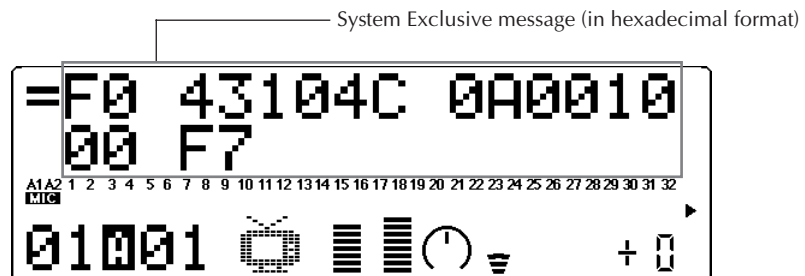 System Exclusive message (in hexadecimal format)
=F0 43104C 0A0010
00 F7
A1 A2 1 2 3 4 5 6 7 8 9 10 11 12 13 14 15 16 17 18 19 20 21 22 23 24 25 26 27 28 29 30 31 32
MIC
01A01 + 0